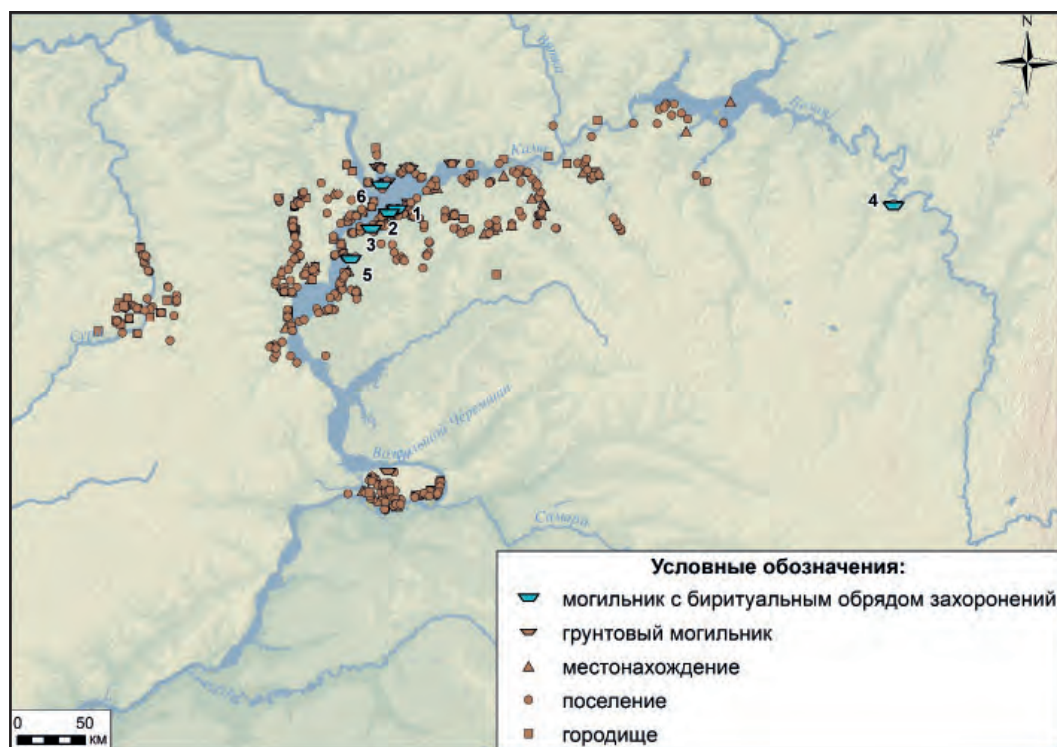 N
Вятка
Белая
Кама
6
1
2
3
4
5
Большой Черемшан
Самара
0 50
КМ
Условные обозначения:
могильник с биритуальным обрядом захоронений
грунтовый могильник
местонахождение
поселение
городище